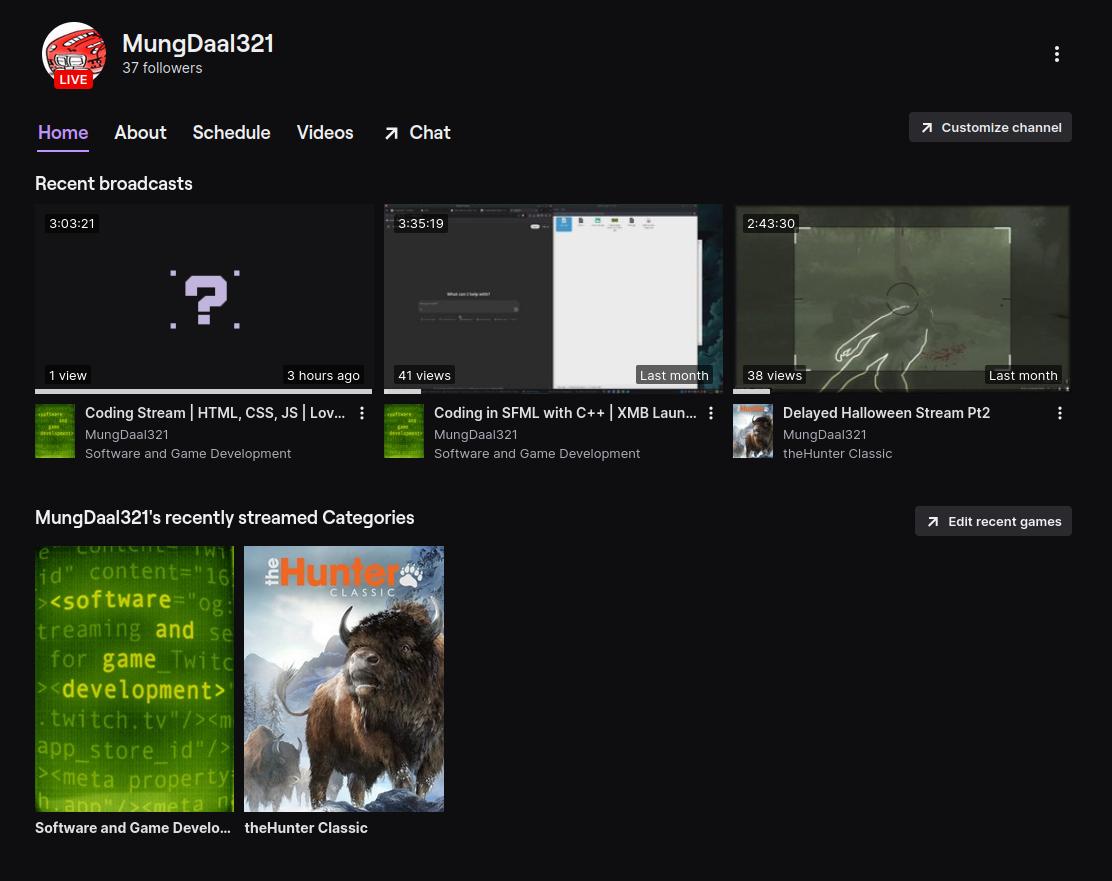 MungDaal321
37 followers
LIVE
Home About Schedule Videos Chat
Customize channel
Recent broadcasts
3:03:21
1 view
3 hours ago
Coding Stream | HTML, CSS, JS | Lov...
MungDaal321
Software and Game Development
3:35:19
What can I help with?
41 views
Last month
Coding in SFML with C++ | XMB Laun...
MungDaal321
Software and Game Development
2:43:30
38 views
Last month
Delayed Halloween Stream Pt2
MungDaal321
theHunter Classic
MungDaal321's recently streamed Categories
Edit recent games
e" content="Twi
id" content="16
><software="og:
treaming and se
for game_Twitc
><development>"
.twitch.tv"/><m
app_store_id"/>
><meta property=
h.app"/><meta n
Software and Game Develo...
theHunter
CLASSIC
theHunter Classic